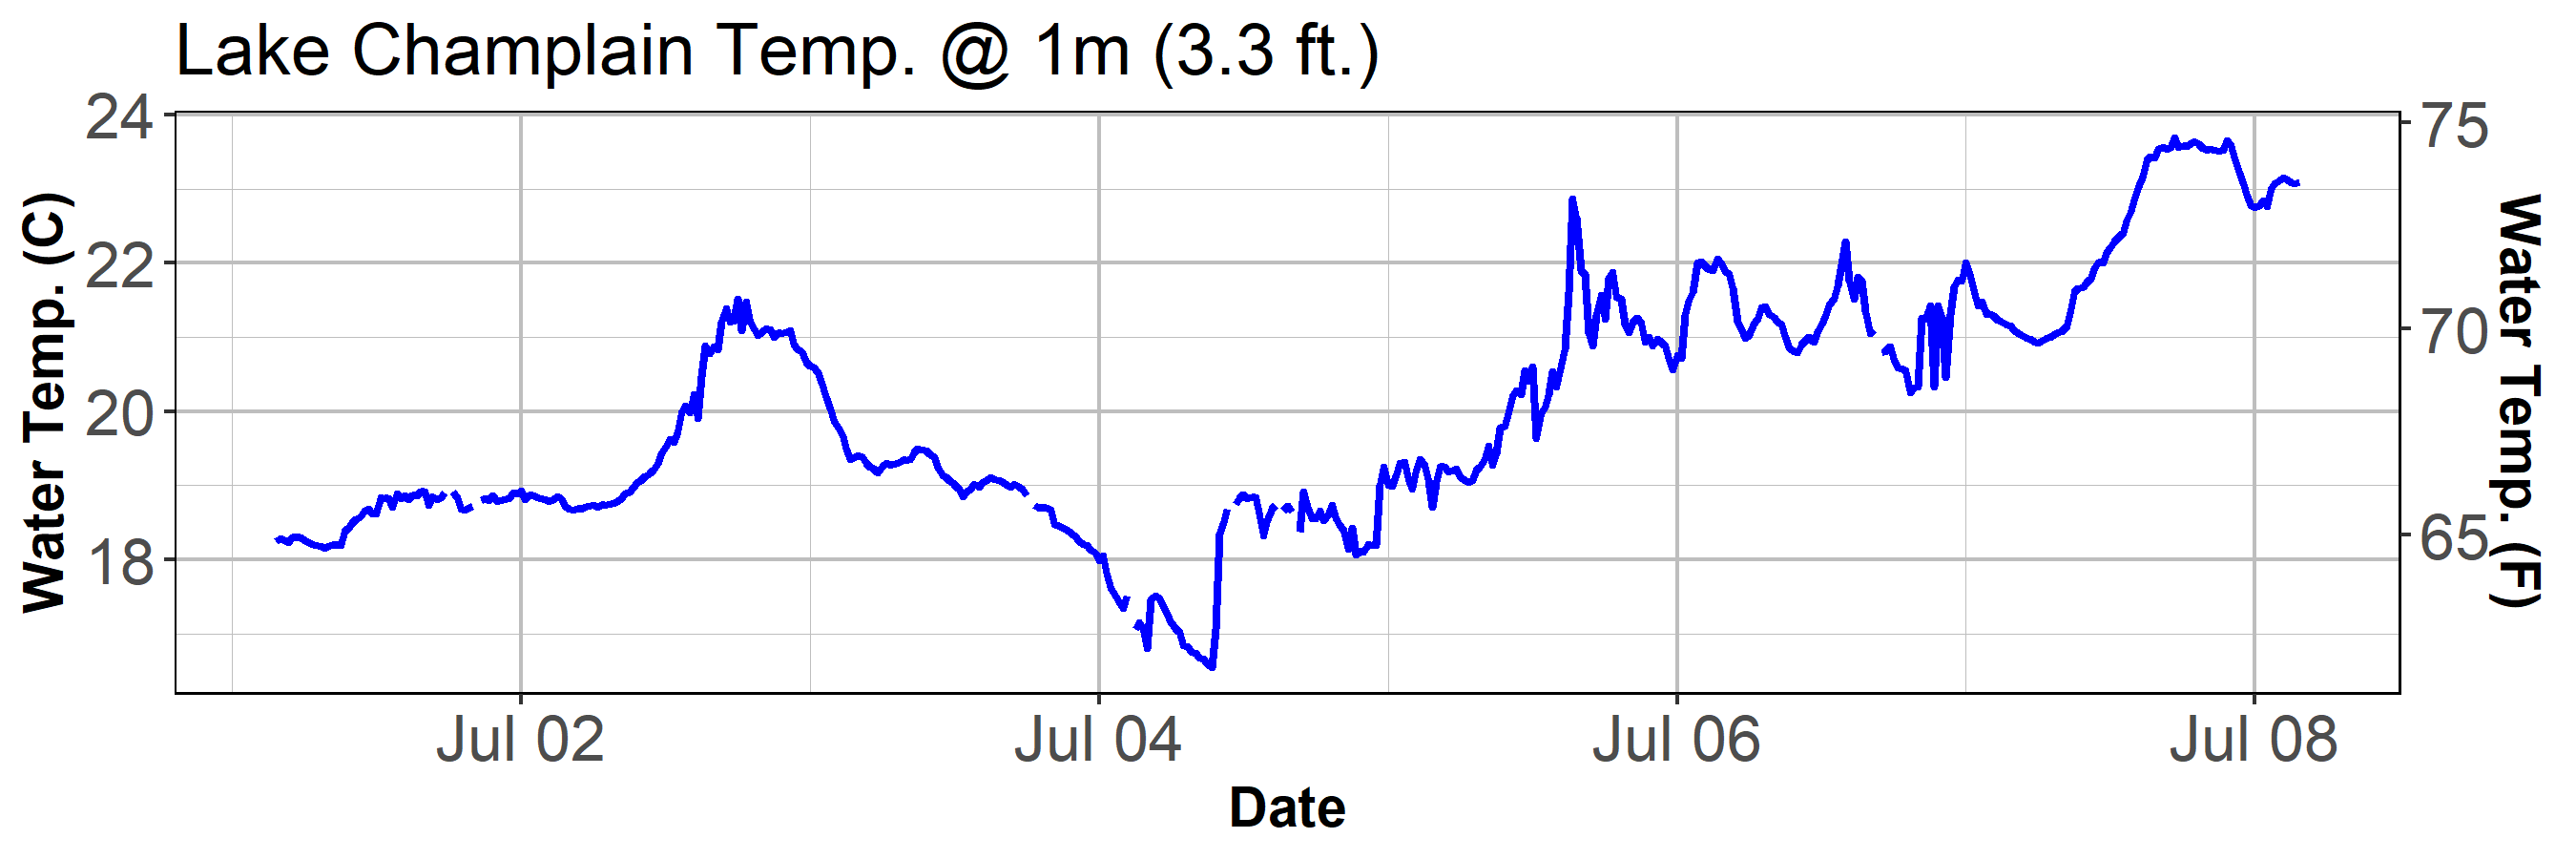 Lake Champlain Temp. @ 1m (3.3 ft.)
24
22
20
18
Water Temp. (C)
75
70
65
Water Temp. (F)
Jul 02
Jul 04
Jul 06
Jul 08
Date